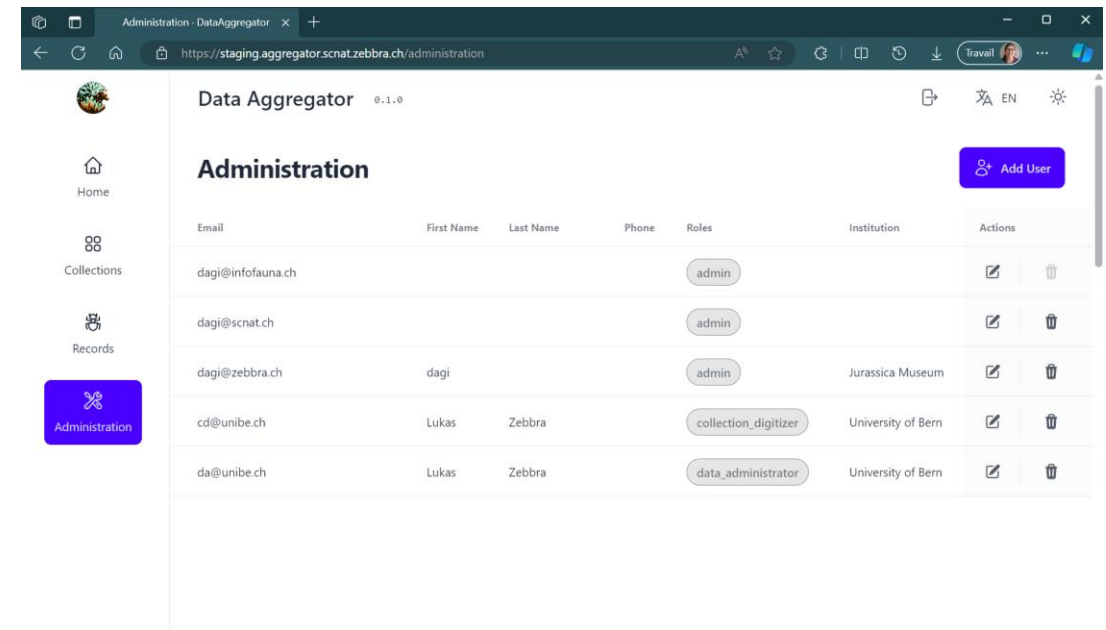 Administration · DataAggregator
https://staging.aggregator.scnat.zebbra.ch/administration
Travail
Data Aggregator 0.1.0
EN
Administration
Add User
Home
Collections
Records
Administration
Email First Name Last Name Phone Roles Institution Actions
dagi@infofauna.ch admin
dagi@scnat.ch admin
dagi@zebbra.ch dagi admin Jurassica Museum
cd@unibe.ch Lukas Zebbra collection_digitizer University of Bern
da@unibe.ch Lukas Zebbra data_administrator University of Bern